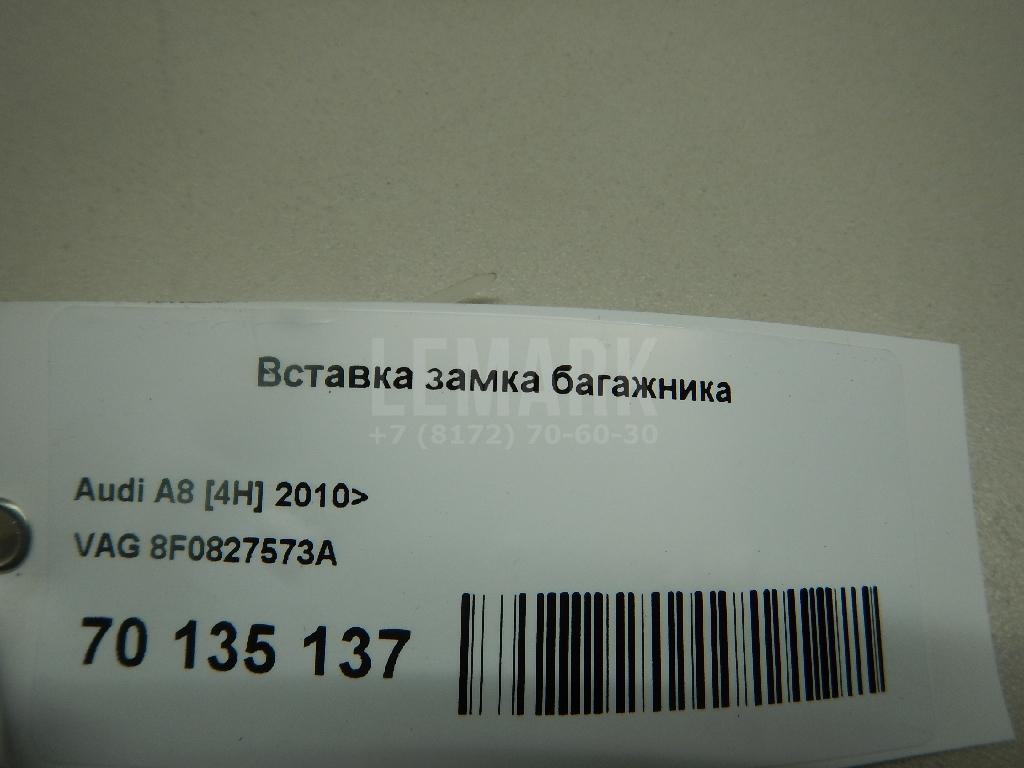 LEMARK
Вставка замка багажника
+7 (8172) 70-60-30
Audi A8 [4H] 2010>
VAG 8F0827573A
70 135 137